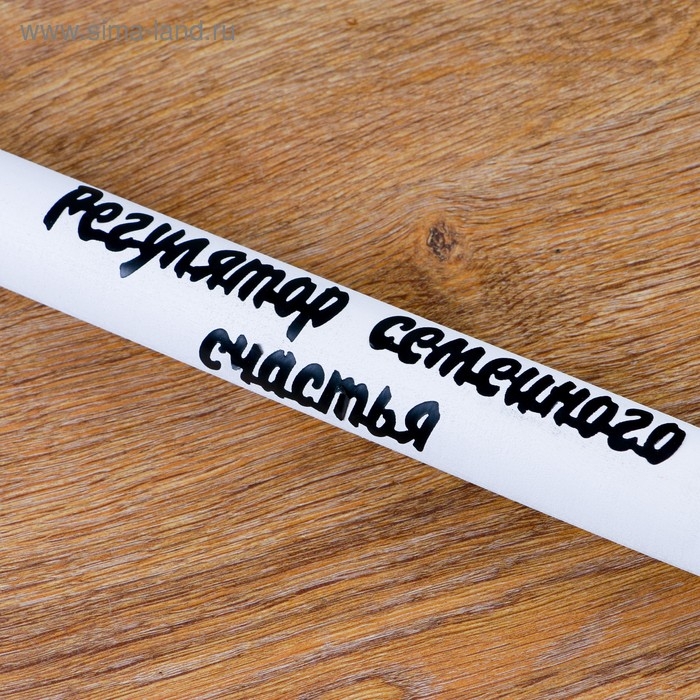 www.sima-land.ru
регулятор семейного
счастья